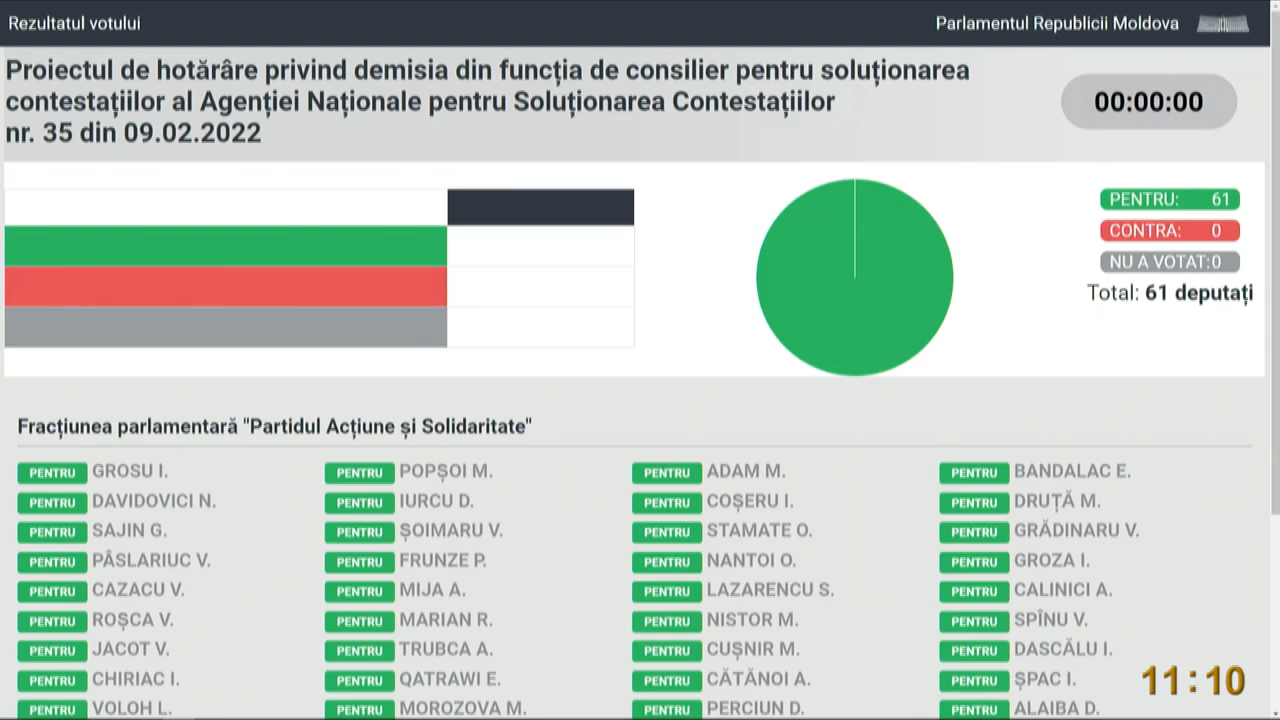 Rezultatul votului
Parlamentul Republicii Moldova
Proiectul de hotărâre privind demisia din funcția de consilier pentru soluționarea
contestațiilor al Agenției Naționale pentru Soluționarea Contestațiilor
nr. 35 din 09.02.2022
00:00:00
PENTRU: 61
CONTRA: 0
NU A VOTAT:0
Total: 61 deputați
Fracțiunea parlamentară "Partidul Acțiune și Solidaritate"
PENTRU GROSU I. PENTRU POPȘOI M. PENTRU ADAM M. PENTRU BANDALAC E.
PENTRU DAVIDOVICI N. PENTRU IURCU D. PENTRU COȘERU I. PENTRU DRUȚĂ M.
PENTRU SAJIN G. PENTRU ȘOIMARU V. PENTRU STAMATE O. PENTRU GRĂDINARU V.
PENTRU PÂSLARIUC V. PENTRU FRUNZE P. PENTRU NANTOI O. PENTRU GROZA I.
PENTRU CAZACU V. PENTRU MIJA A. PENTRU LAZARENCU S. PENTRU CALINICI A.
PENTRU ROȘCA V. PENTRU MARIAN R. PENTRU NISTOR M. PENTRU SPÎNU V.
PENTRU JACOT V. PENTRU TRUBCA A. PENTRU CUȘNIR M. PENTRU DASCĂLU I.
PENTRU CHIRIAC I. PENTRU QATRAWI E. PENTRU CĂTĂNOI A. PENTRU ȘPAC I.
PENTRU VOLOH L. PENTRU MOROZOVA M. PENTRU PERCIUN D. PENTRU ALAIBA D.
11:10